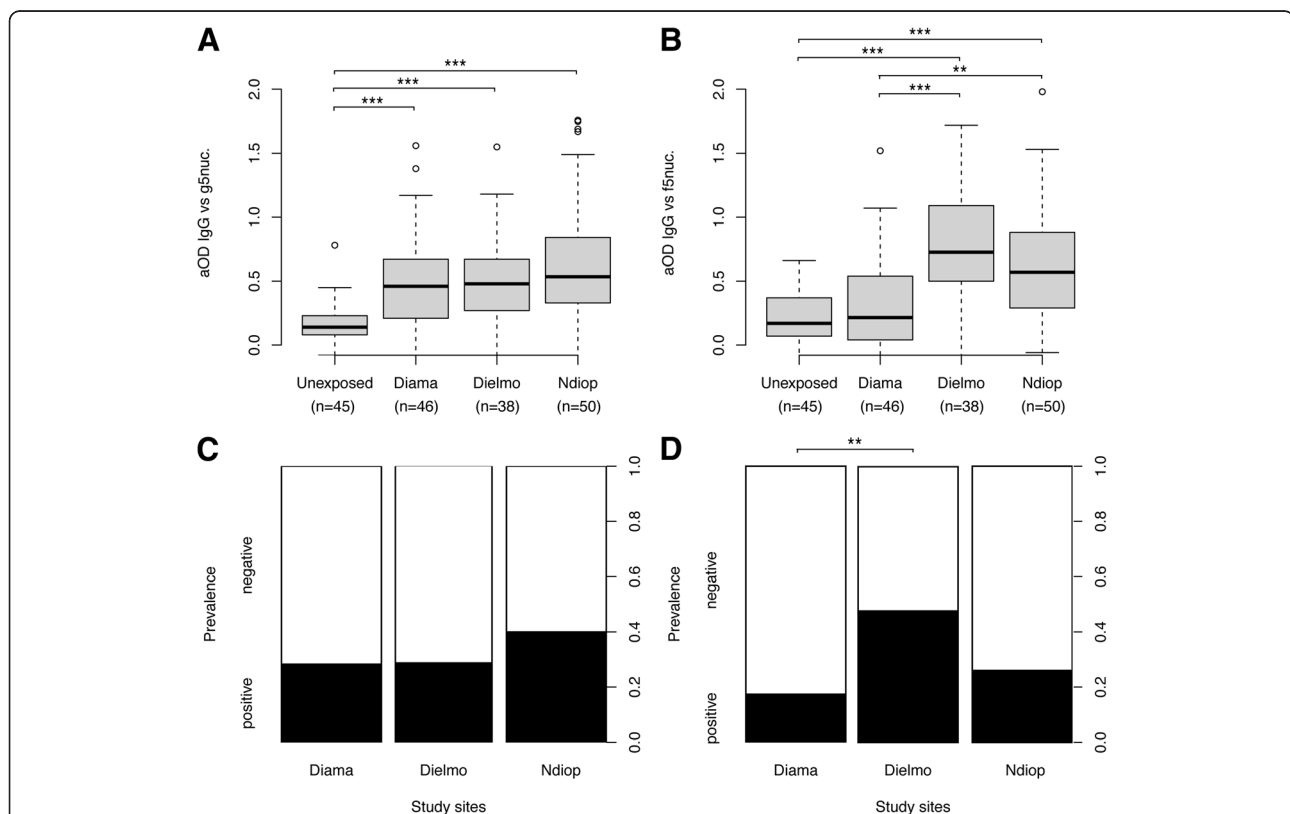 A
***
***
***
aOD IgG vs g5nuc.
2.0
1.5
1.0
0.5
0.0
Unexposed Diama Dielmo Ndiop
(n=45) (n=46) (n=38) (n=50)
B
***
***
**
***
aOD IgG vs f5nuc.
2.0
1.5
1.0
0.5
0.0
Unexposed Diama Dielmo Ndiop
(n=45) (n=46) (n=38) (n=50)
C
Prevalence
negative
positive
1.0
0.8
0.6
0.4
0.2
0.0
Diama Dielmo Ndiop
Study sites
D
**
Prevalence
negative
positive
1.0
0.8
0.6
0.4
0.2
0.0
Diama Dielmo Ndiop
Study sites